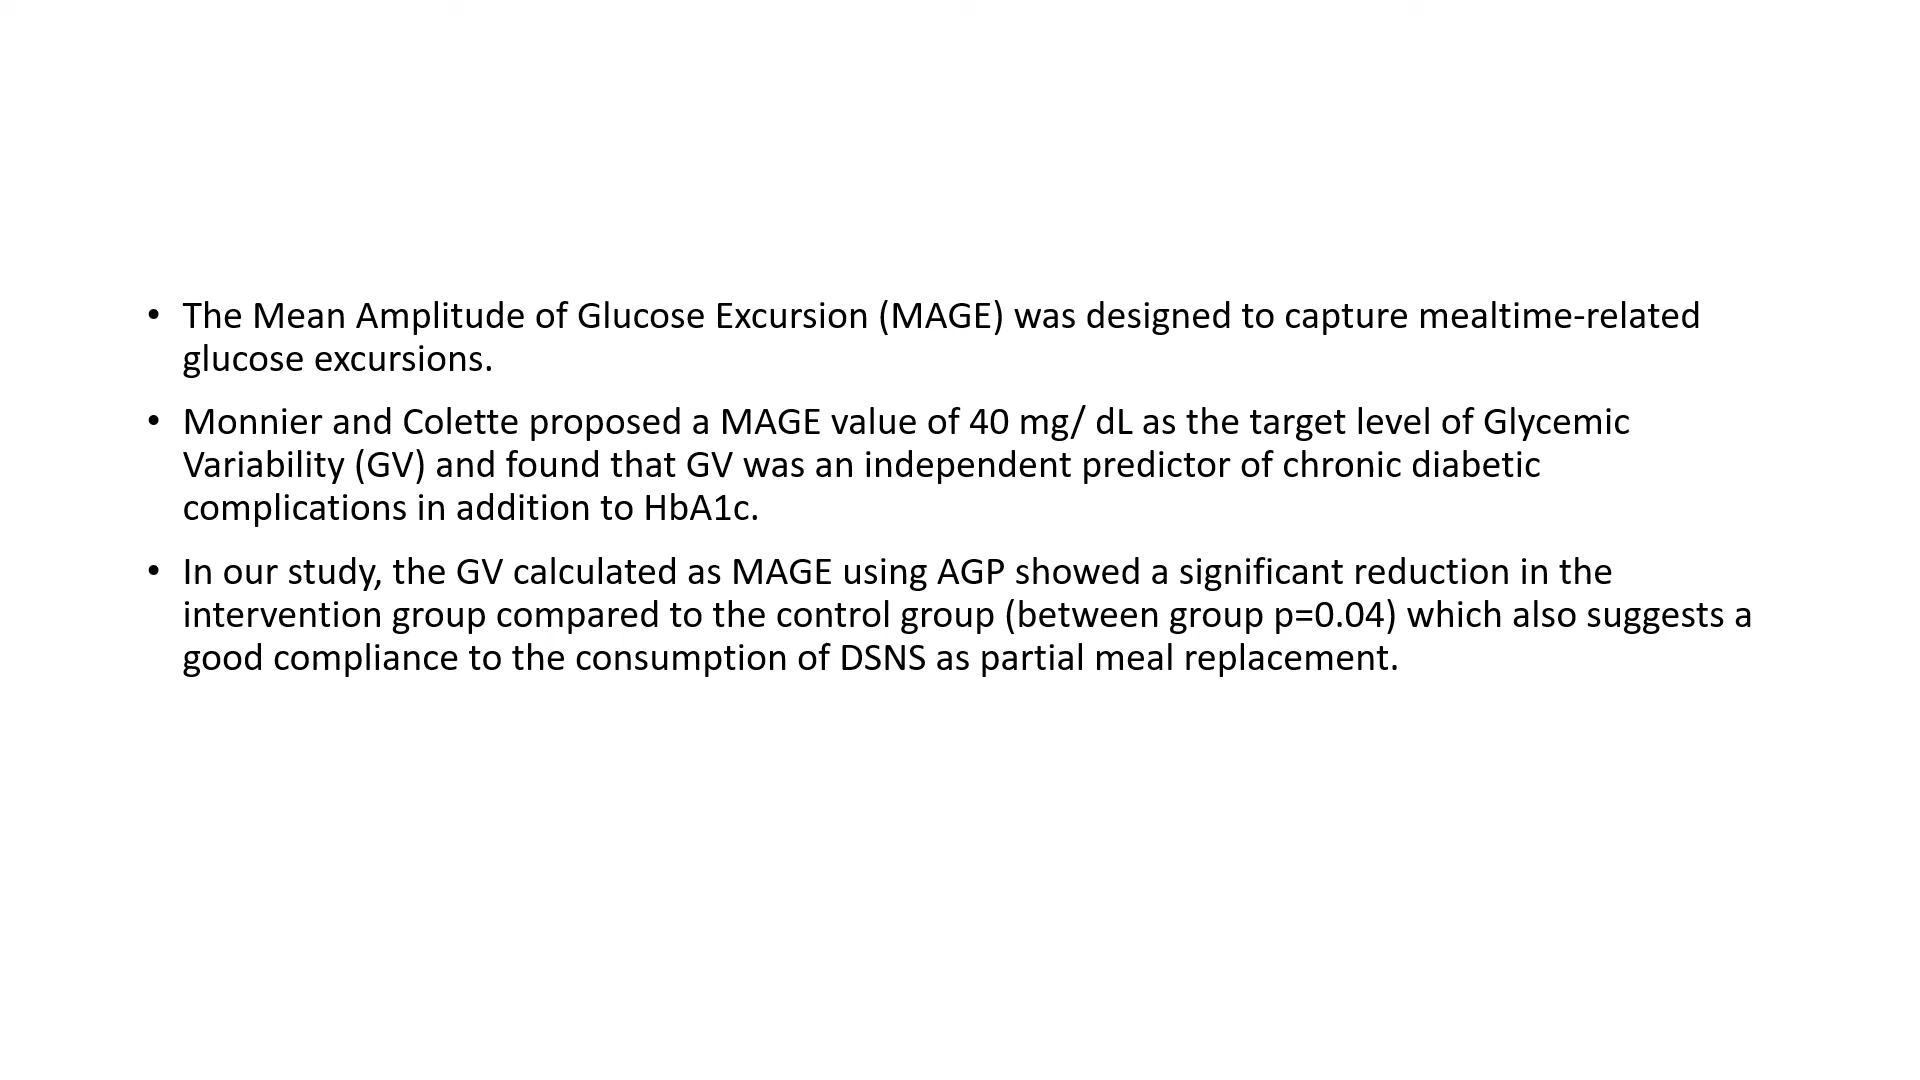 • The Mean Amplitude of Glucose Excursion (MAGE) was designed to capture mealtime-related
glucose excursions.
• Monnier and Colette proposed a MAGE value of 40 mg/ dL as the target level of Glycemic
Variability (GV) and found that GV was an independent predictor of chronic diabetic
complications in addition to HbA1c.
• In our study, the GV calculated as MAGE using AGP showed a significant reduction in the
intervention group compared to the control group (between group p=0.04) which also suggests a
good compliance to the consumption of DSNS as partial meal replacement.